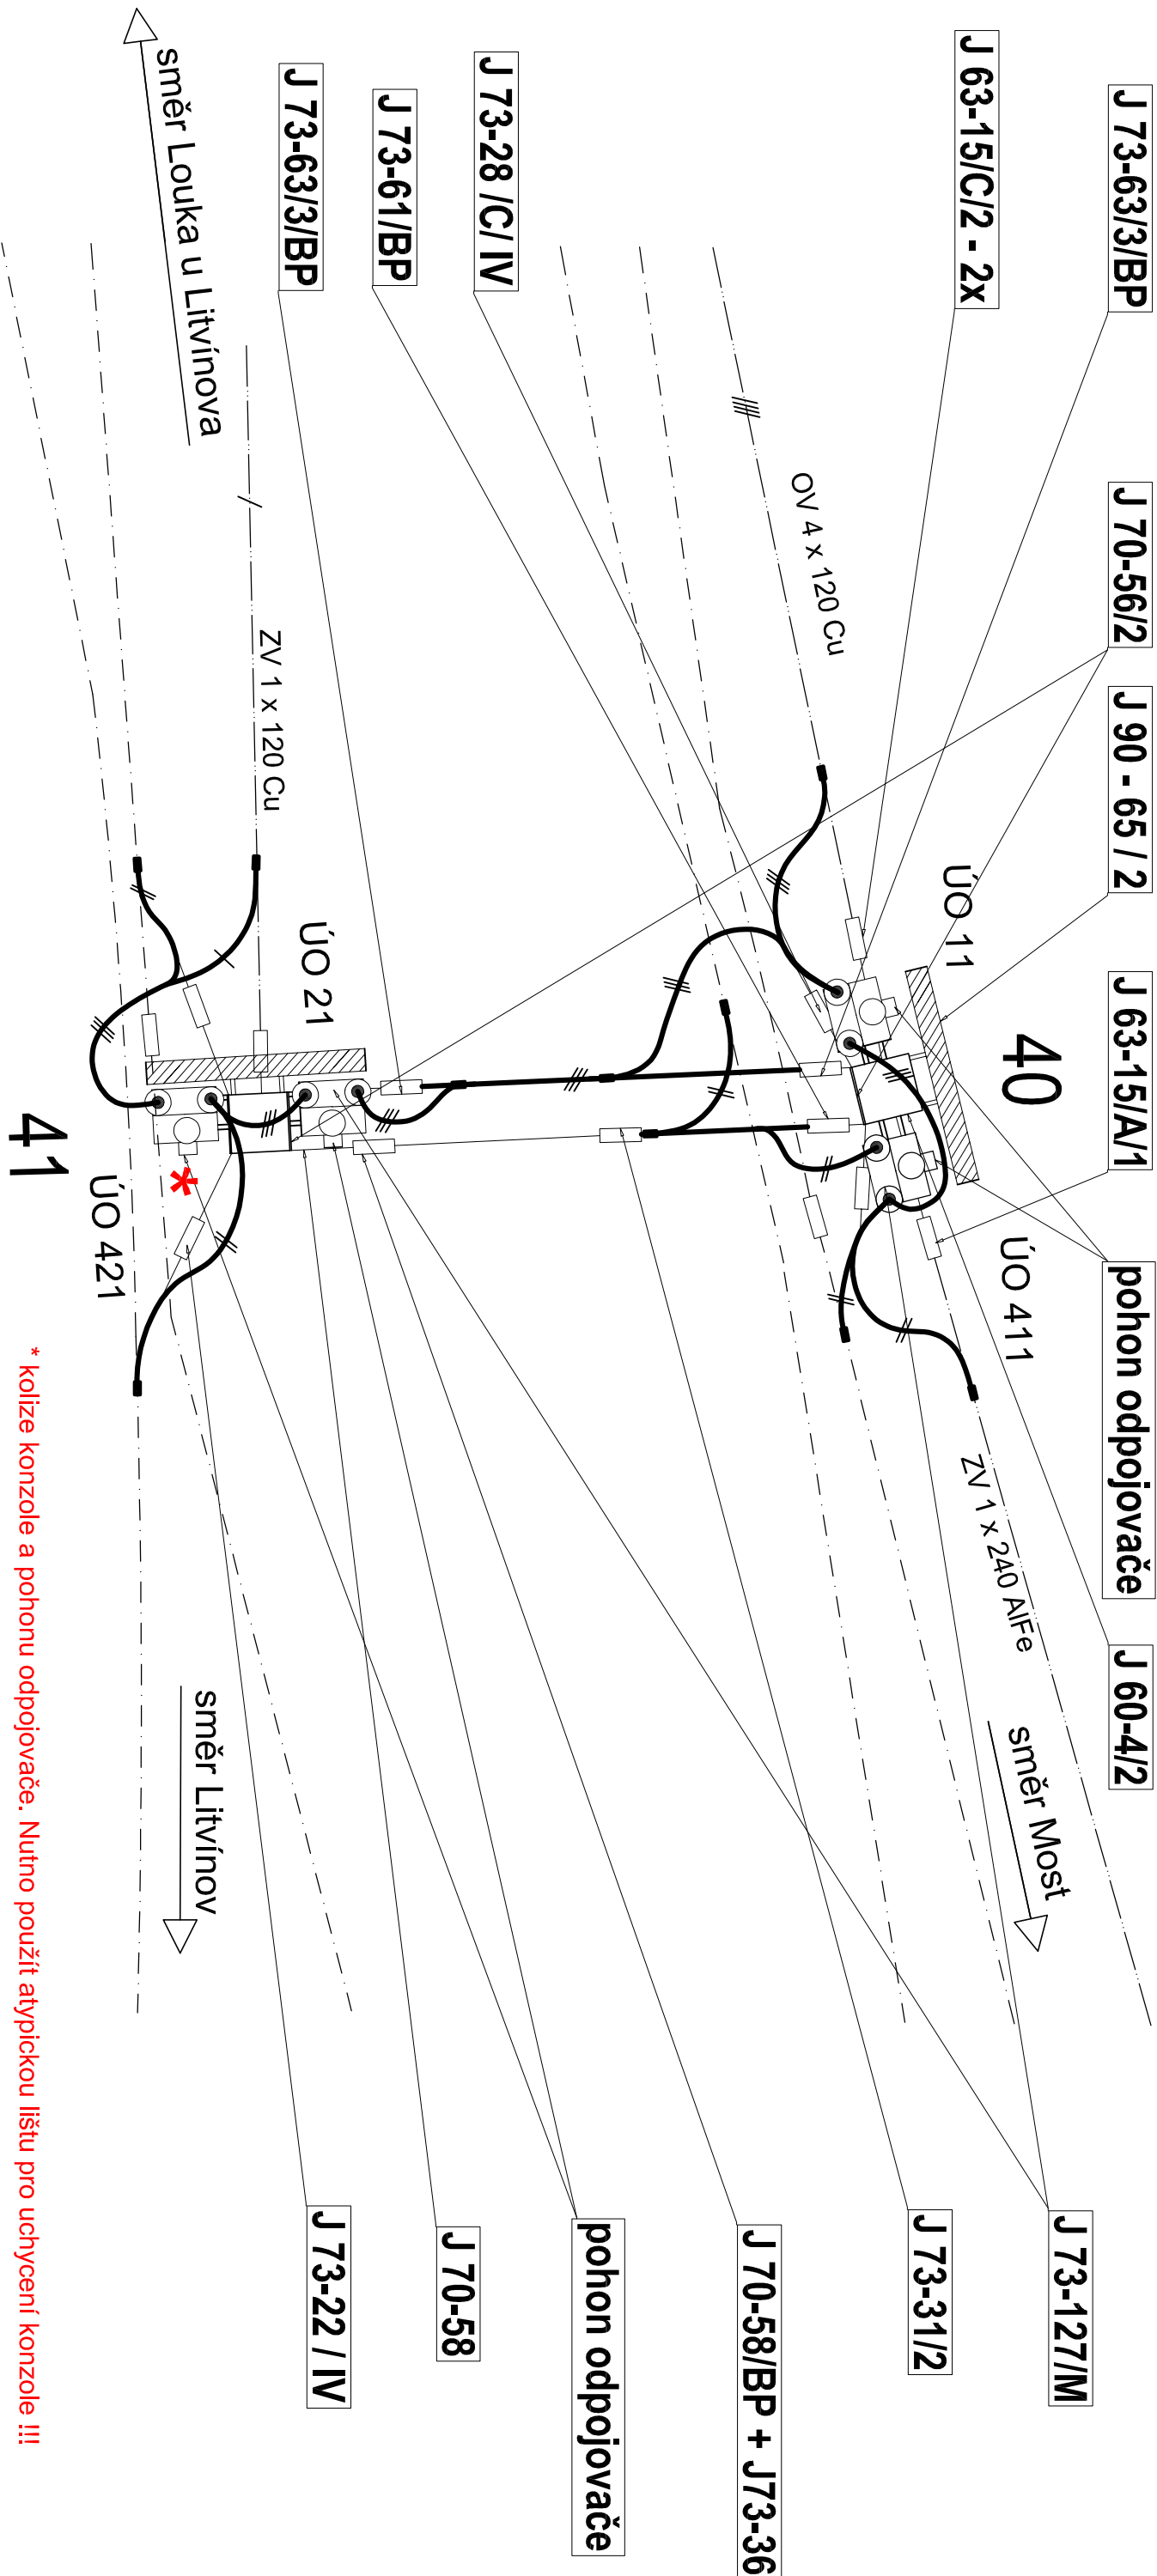 J 73-63/3/BP
J 70-56/2
J 90 - 65 / 2
J 63-15/A/1
pohon odpojovače
J 60-4/2
J 63-15/C/2 - 2x
ÚO 11
40
ÚO 411
směr Most
J 73-127/M
ZV 1 x 240 AlFe
OV 4 x 120 Cu
J 73-31/2
J 70-58/BP + J73-36
J 73-28 /C/ IV
pohon odpojovače
J 73-61/BP
J 70-58
J 73-63/3/BP
ÚO 21
J 73-22 / IV
ZV 1 x 120 Cu
směr Louka u Litvínova
*
směr Litvínov
ÚO 421
41
* kolize konzole a pohonu odpojovače. Nutno použít atypickou lištu pro uchycení konzole !!!